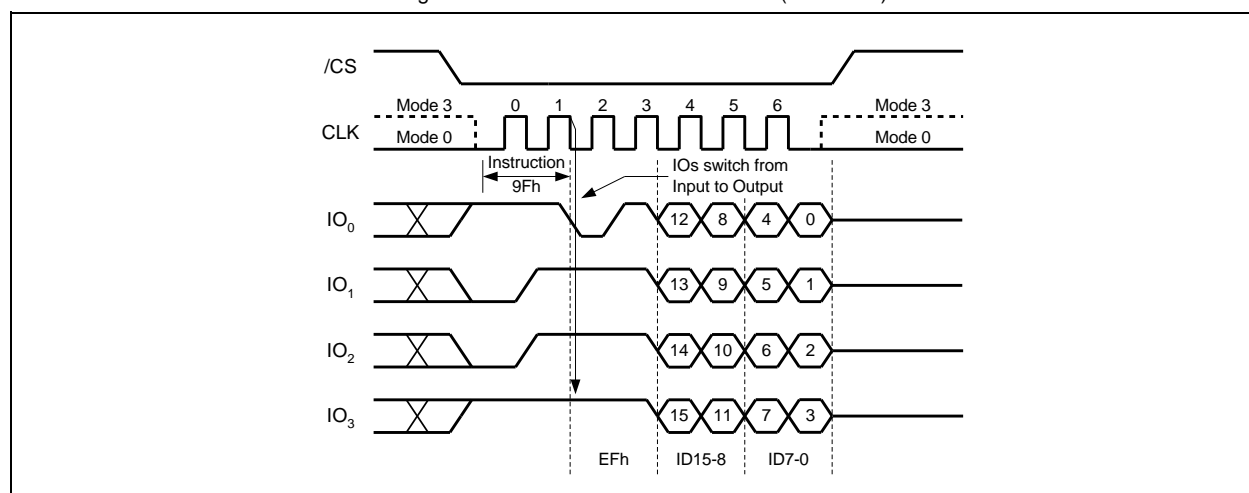 /CS
Mode 3 0 1 2 3 4 5 6 Mode 3
CLK Mode 0 Mode 0
Instruction
9Fh
IOs switch from
Input to Output
IO0 12 8 4 0
IO1 13 9 5 1
IO2 14 10 6 2
IO3 15 11 7 3
EFh ID15-8 ID7-0